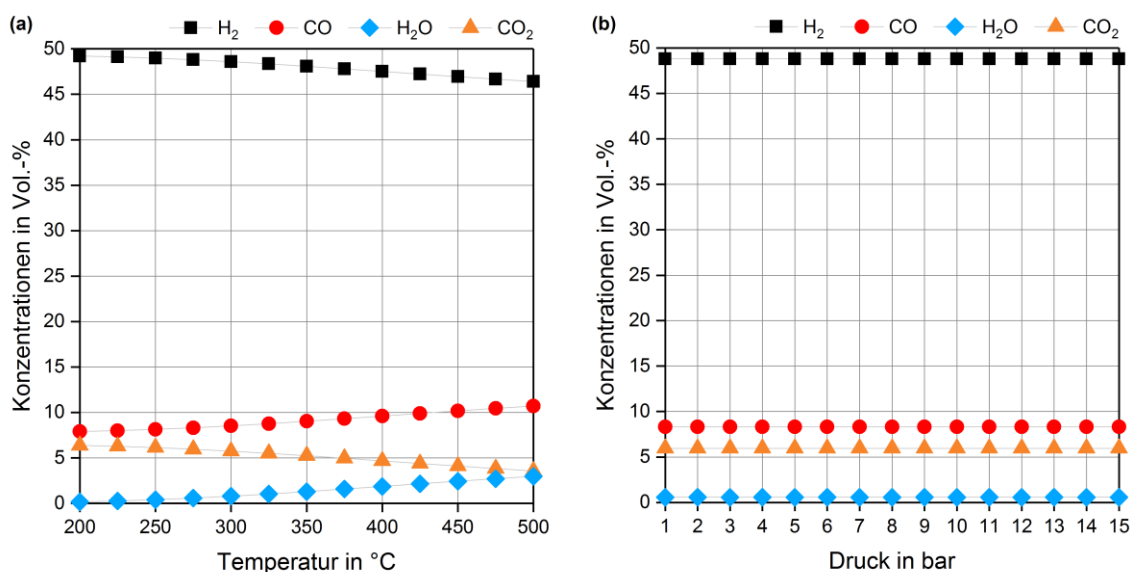 (a) H₂ CO H₂O CO₂
Konzentrationen in Vol.-%
50
45
40
35
30
25
20
15
10
5
0
200 250 300 350 400 450 500
Temperatur in °C
(b) H₂ CO H₂O CO₂
Konzentrationen in Vol.-%
50
45
40
35
30
25
20
15
10
5
0
1 2 3 4 5 6 7 8 9 10 11 12 13 14 15
Druck in bar